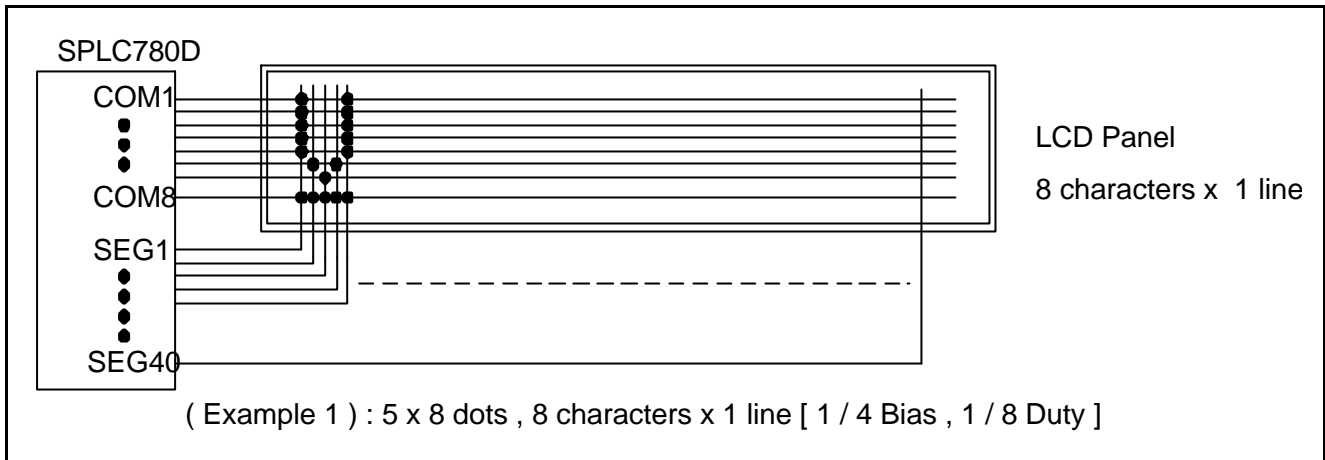 SPLC780D
COM1
COM8
SEG1
SEG40
LCD Panel
8 characters x 1 line
( Example 1 ) : 5 x 8 dots , 8 characters x 1 line [ 1 / 4 Bias , 1 / 8 Duty ]